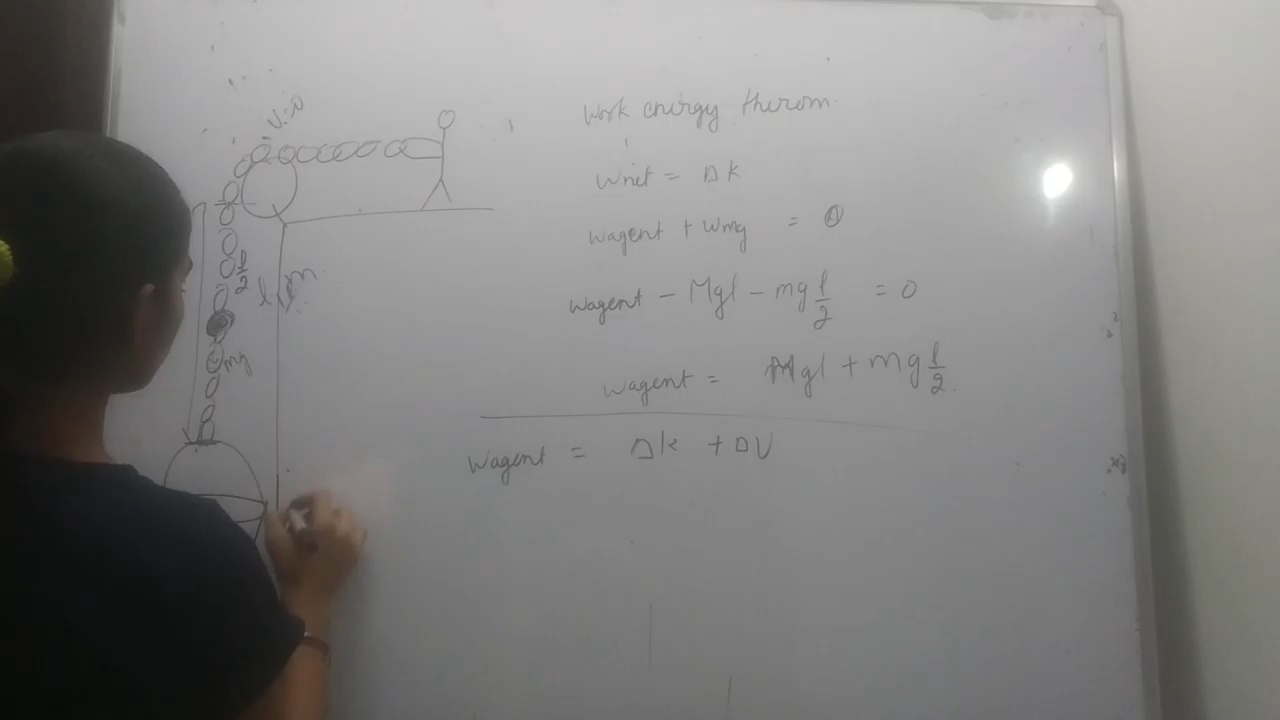 V=0
work energy therom
Wnet = Δk
Wagent + Wmg = 0
l/2
l
m
Wagent - Mgl - mg l/2 = 0
mg
Wagent = Mgl + mg l/2
Wagent = Δk + ΔU